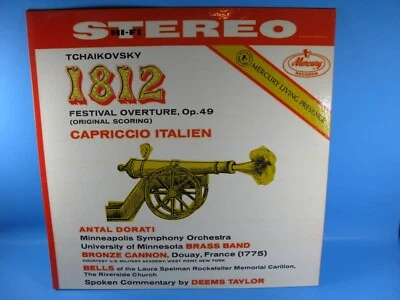 STEREO
HI-FI
TCHAIKOVSKY
1812
FESTIVAL OVERTURE, Op. 49
(ORIGINAL SCORING)
CAPRICCIO ITALIEN
Mercury
RECORDS
MERCURY LIVING PRESENCE
ANTAL DORATI
Minneapolis Symphony Orchestra
University of Minnesota BRASS BAND
BRONZE CANNON, Douay, France (1775)
COURTESY U.S. MILITARY ACADEMY, WEST POINT, NEW YORK
BELLS of the Laura Spelman Rockefeller Memorial Carillon,
The Riverside Church
Spoken Commentary by DEEMS TAYLOR